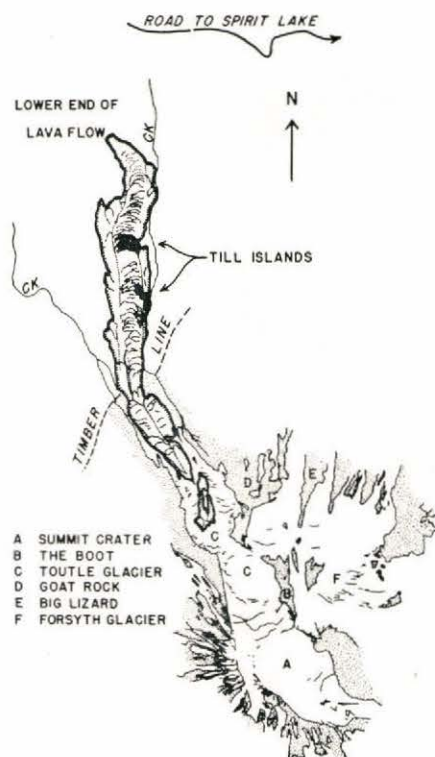 ROAD TO SPIRIT LAKE
LOWER END OF
LAVA FLOW
CK
N
TILL ISLANDS
CK
LINE
TIMBER
D
E
A SUMMIT CRATER
B THE BOOT
C TOUTLE GLACIER
D GOAT ROCK
E BIG LIZARD
F FORSYTH GLACIER
C
C
F
B
A